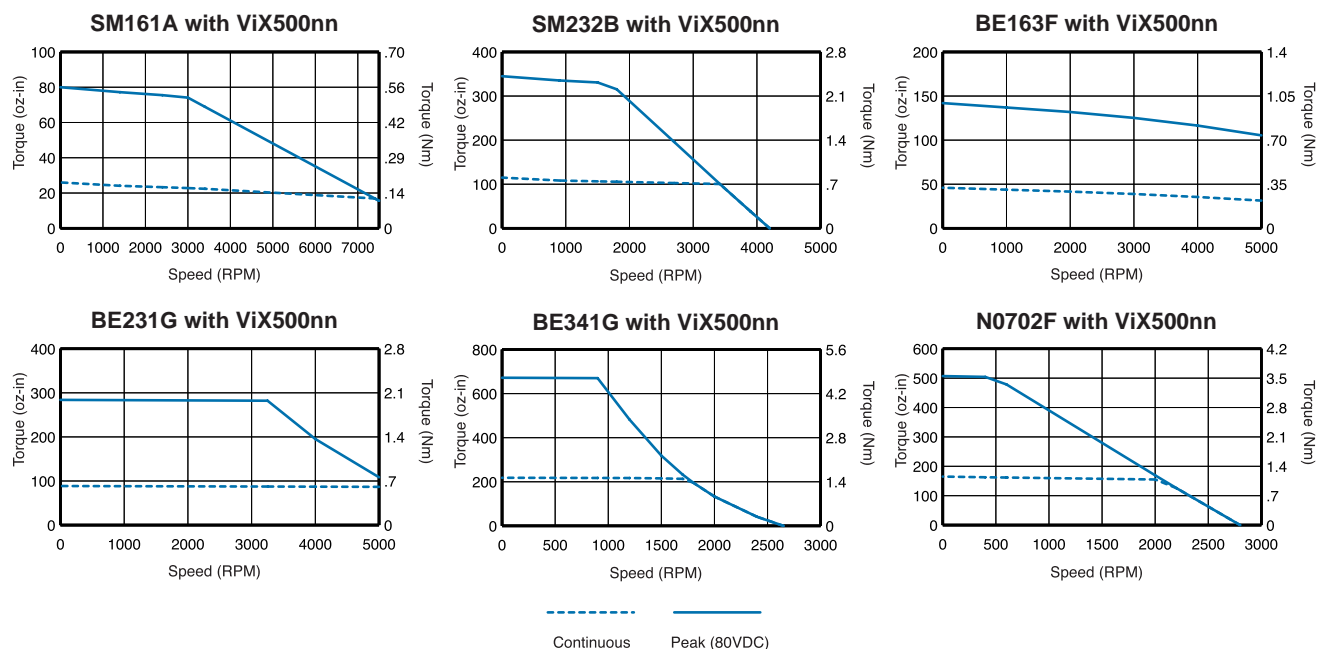 SM161A with ViX500nn
Torque (oz-in)
100
80
60
40
20
0
.70
.56
.42
.29
.14
0
Torque (Nm)
0 1000 2000 3000 4000 5000 6000 7000
Speed (RPM)
SM232B with ViX500nn
Torque (oz-in)
400
300
200
100
0
2.8
2.1
1.4
.7
0
Torque (Nm)
0 1000 2000 3000 4000 5000
Speed (RPM)
BE163F with ViX500nn
Torque (oz-in)
200
150
100
50
0
1.4
1.05
.70
.35
0
Torque (Nm)
0 1000 2000 3000 4000 5000
Speed (RPM)
BE231G with ViX500nn
Torque (oz-in)
400
300
200
100
0
2.8
2.1
1.4
.7
0
Torque (Nm)
0 1000 2000 3000 4000 5000
Speed (RPM)
BE341G with ViX500nn
Torque (oz-in)
800
600
400
200
0
5.6
4.2
2.8
1.4
0
Torque (Nm)
0 500 1000 1500 2000 2500 3000
Speed (RPM)
N0702F with ViX500nn
Torque (oz-in)
600
500
400
300
200
100
0
4.2
3.5
2.8
2.1
1.4
.7
0
Torque (Nm)
0 500 1000 1500 2000 2500 3000
Speed (RPM)
Continuous
Peak (80VDC)